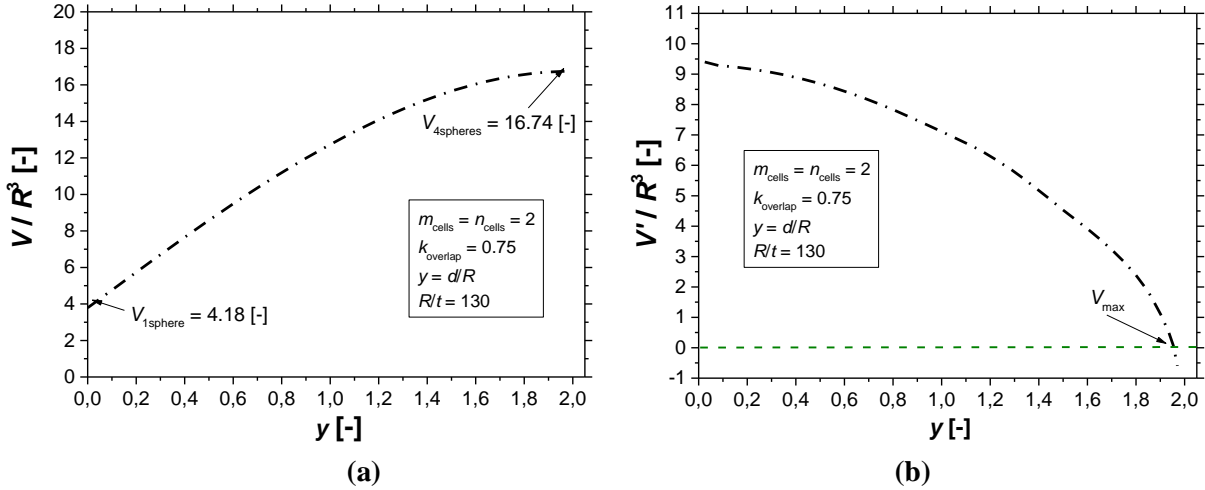 20
18
16
14
12
10
8
6
4
2
0
V / R³ [-]
V4spheres = 16.74 [-]
mcells = ncells = 2
koverlap = 0.75
y = d/R
R/t = 130
V1sphere = 4.18 [-]
0,0 0,2 0,4 0,6 0,8 1,0 1,2 1,4 1,6 1,8 2,0
y [-]
(a)
11
10
9
8
7
6
5
4
3
2
1
0
-1
V' / R³ [-]
mcells = ncells = 2
koverlap = 0.75
y = d/R
R/t = 130
Vmax
0,0 0,2 0,4 0,6 0,8 1,0 1,2 1,4 1,6 1,8 2,0
y [-]
(b)